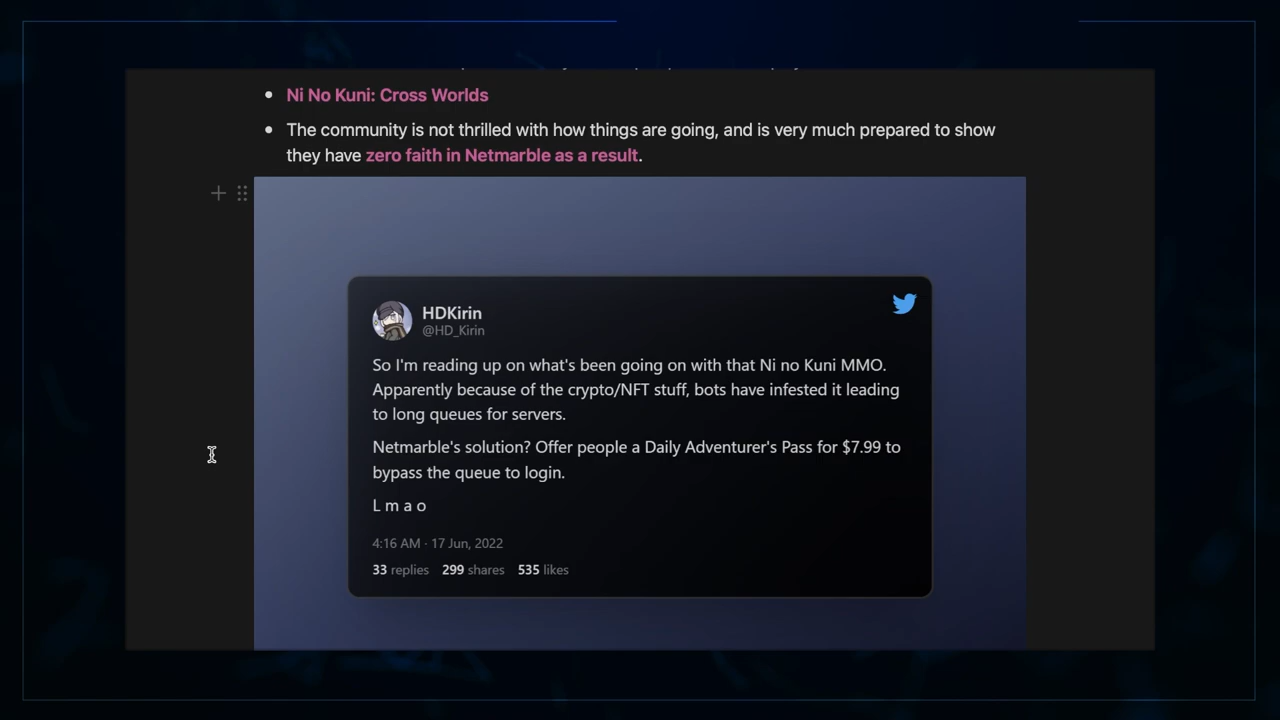 Ni No Kuni: Cross Worlds
The community is not thrilled with how things are going, and is very much prepared to show
they have zero faith in Netmarble as a result.
HDKirin
@HD_Kirin
So I'm reading up on what's been going on with that Ni no Kuni MMO.
Apparently because of the crypto/NFT stuff, bots have infested it leading
to long queues for servers.
Netmarble's solution? Offer people a Daily Adventurer's Pass for $7.99 to
bypass the queue to login.
L m a o
4:16 AM · 17 Jun, 2022
33 replies 299 shares 535 likes